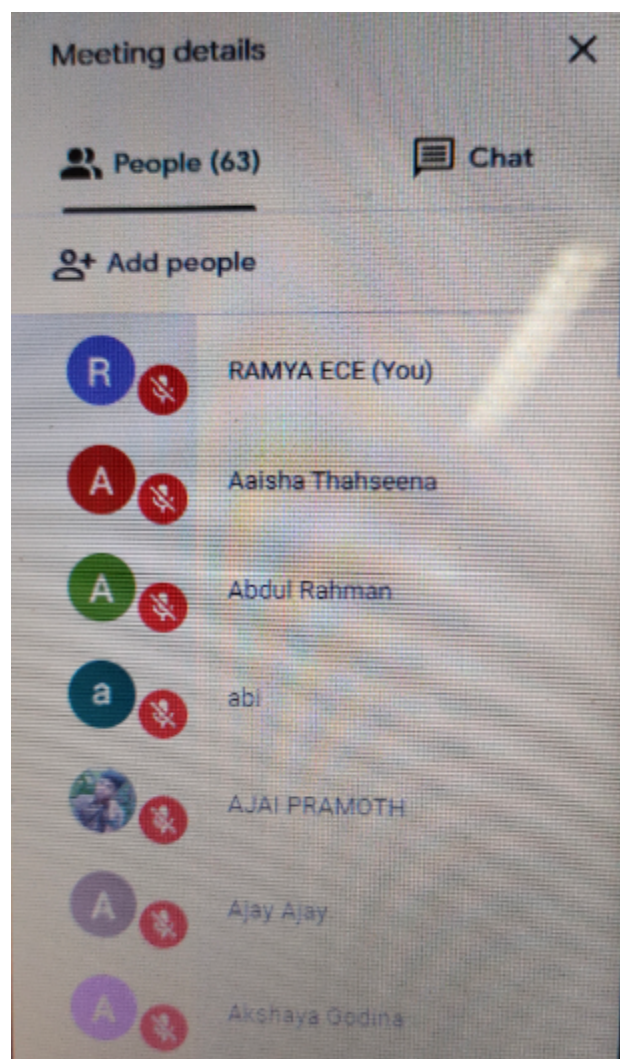 Meeting details
People (63)
Chat
Add people
R
RAMYA ECE (You)
A
Aaisha Thahseena
A
Abdul Rahman
a
abi
AJAI PRAMOTH
A
Ajay Ajay
A
Akshaya Godina